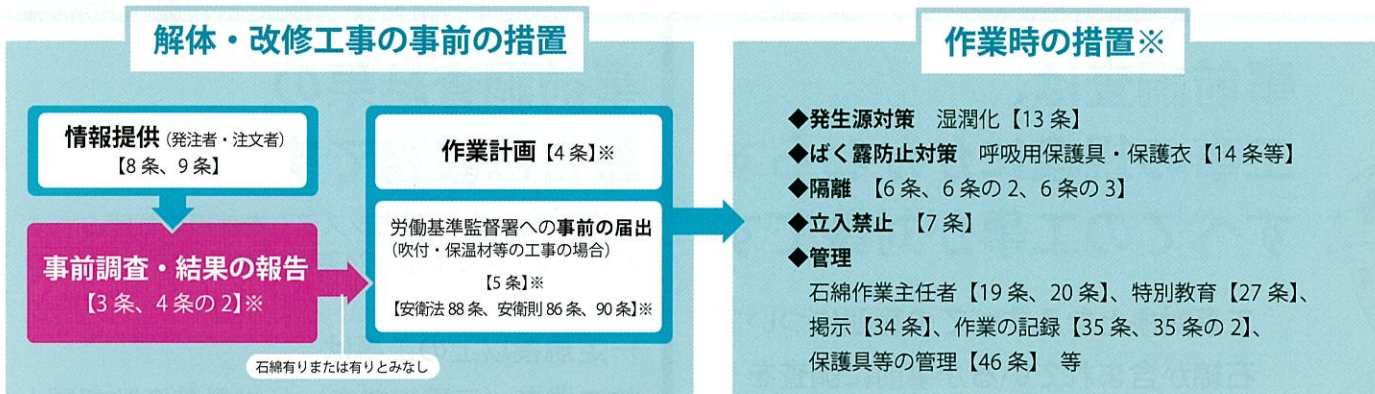 解体・改修工事の事前の措置
情報提供（発注者・注文者）
【8条、9条】
事前調査・結果の報告
【3条、4条の2】※
石綿有りまたは有りとみなし
作業計画【4条】※
労働基準監督署への事前の届出
（吹付・保温材等の工事の場合）
【5条】※
【安衛法88条、安衛則86条、90条】※
作業時の措置※
◆発生源対策　湿潤化【13条】
◆ばく露防止対策　呼吸用保護具・保護衣【14条等】
◆隔離　【6条、6条の2、6条の3】
◆立入禁止　【7条】
◆管理
石綿作業主任者【19条、20条】、特別教育【27条】、
掲示【34条】、作業の記録【35条、35条の2】、
保護具等の管理【46条】　等